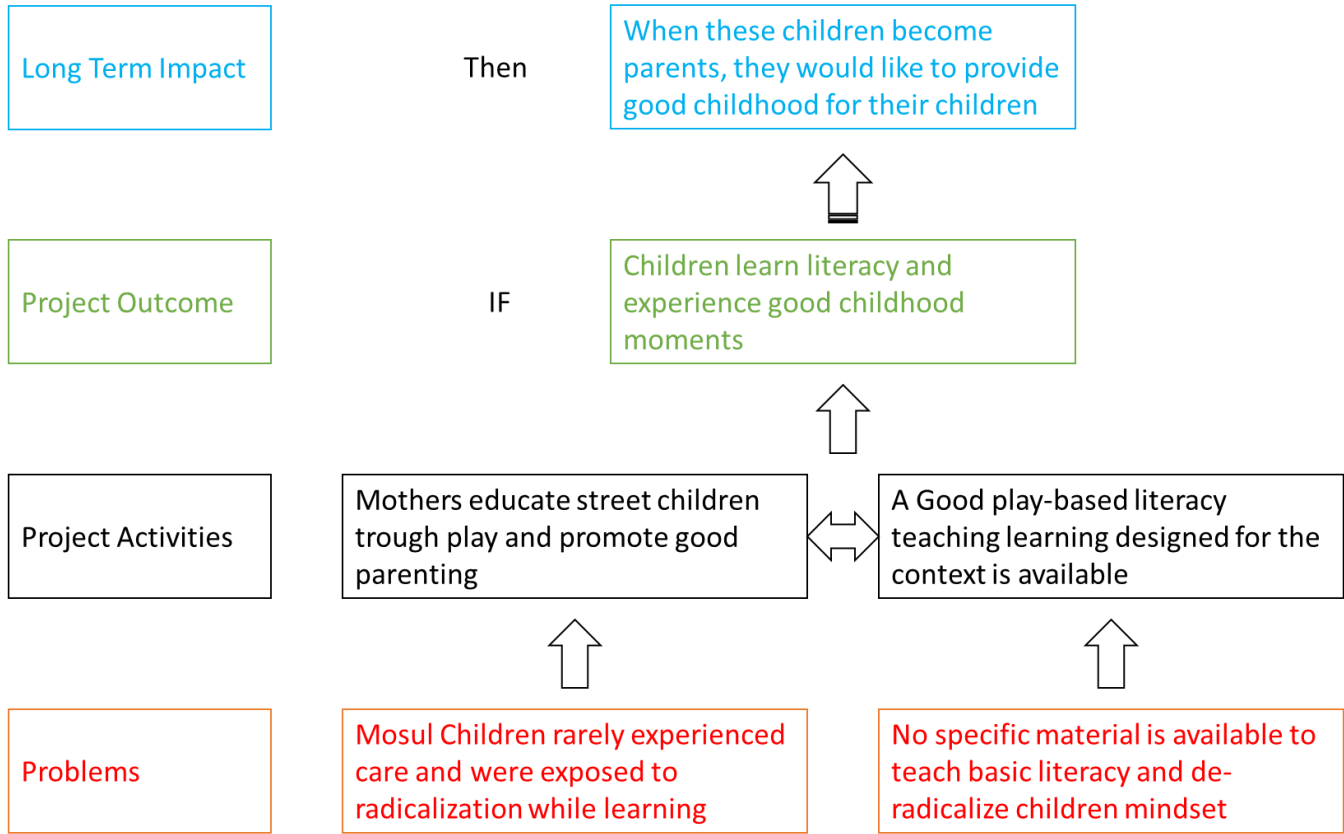 Long Term Impact
Then
When these children become
parents, they would like to provide
good childhood for their children
Project Outcome
IF
Children learn literacy and
experience good childhood
moments
Project Activities
Mothers educate street children
trough play and promote good
parenting
A Good play-based literacy
teaching learning designed for the
context is available
Problems
Mosul Children rarely experienced
care and were exposed to
radicalization while learning
No specific material is available to
teach basic literacy and de-
radicalize children mindset